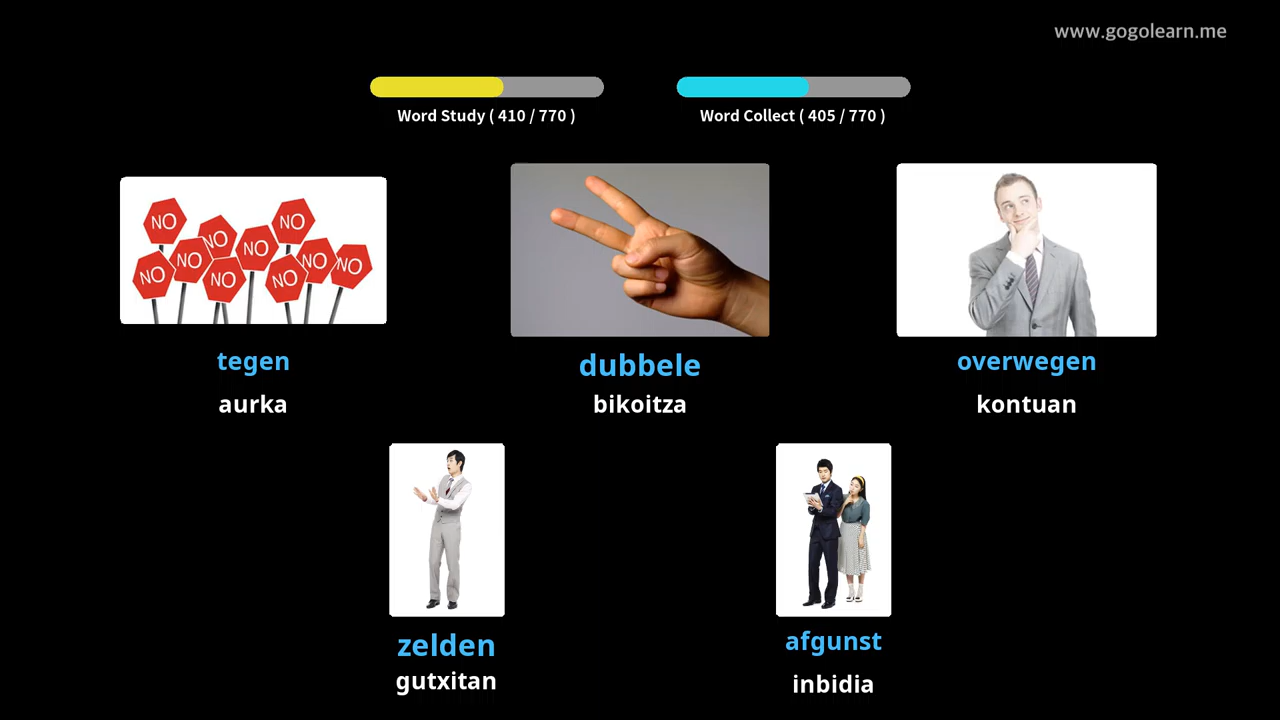 www.gogolearn.me
Word Study ( 410 / 770 )
Word Collect ( 405 / 770 )
NO NO NO NO NO NO NO NO NO NO
tegen
aurka
dubbele
bikoitza
overwegen
kontuan
zelden
gutxitan
afgunst
inbidia